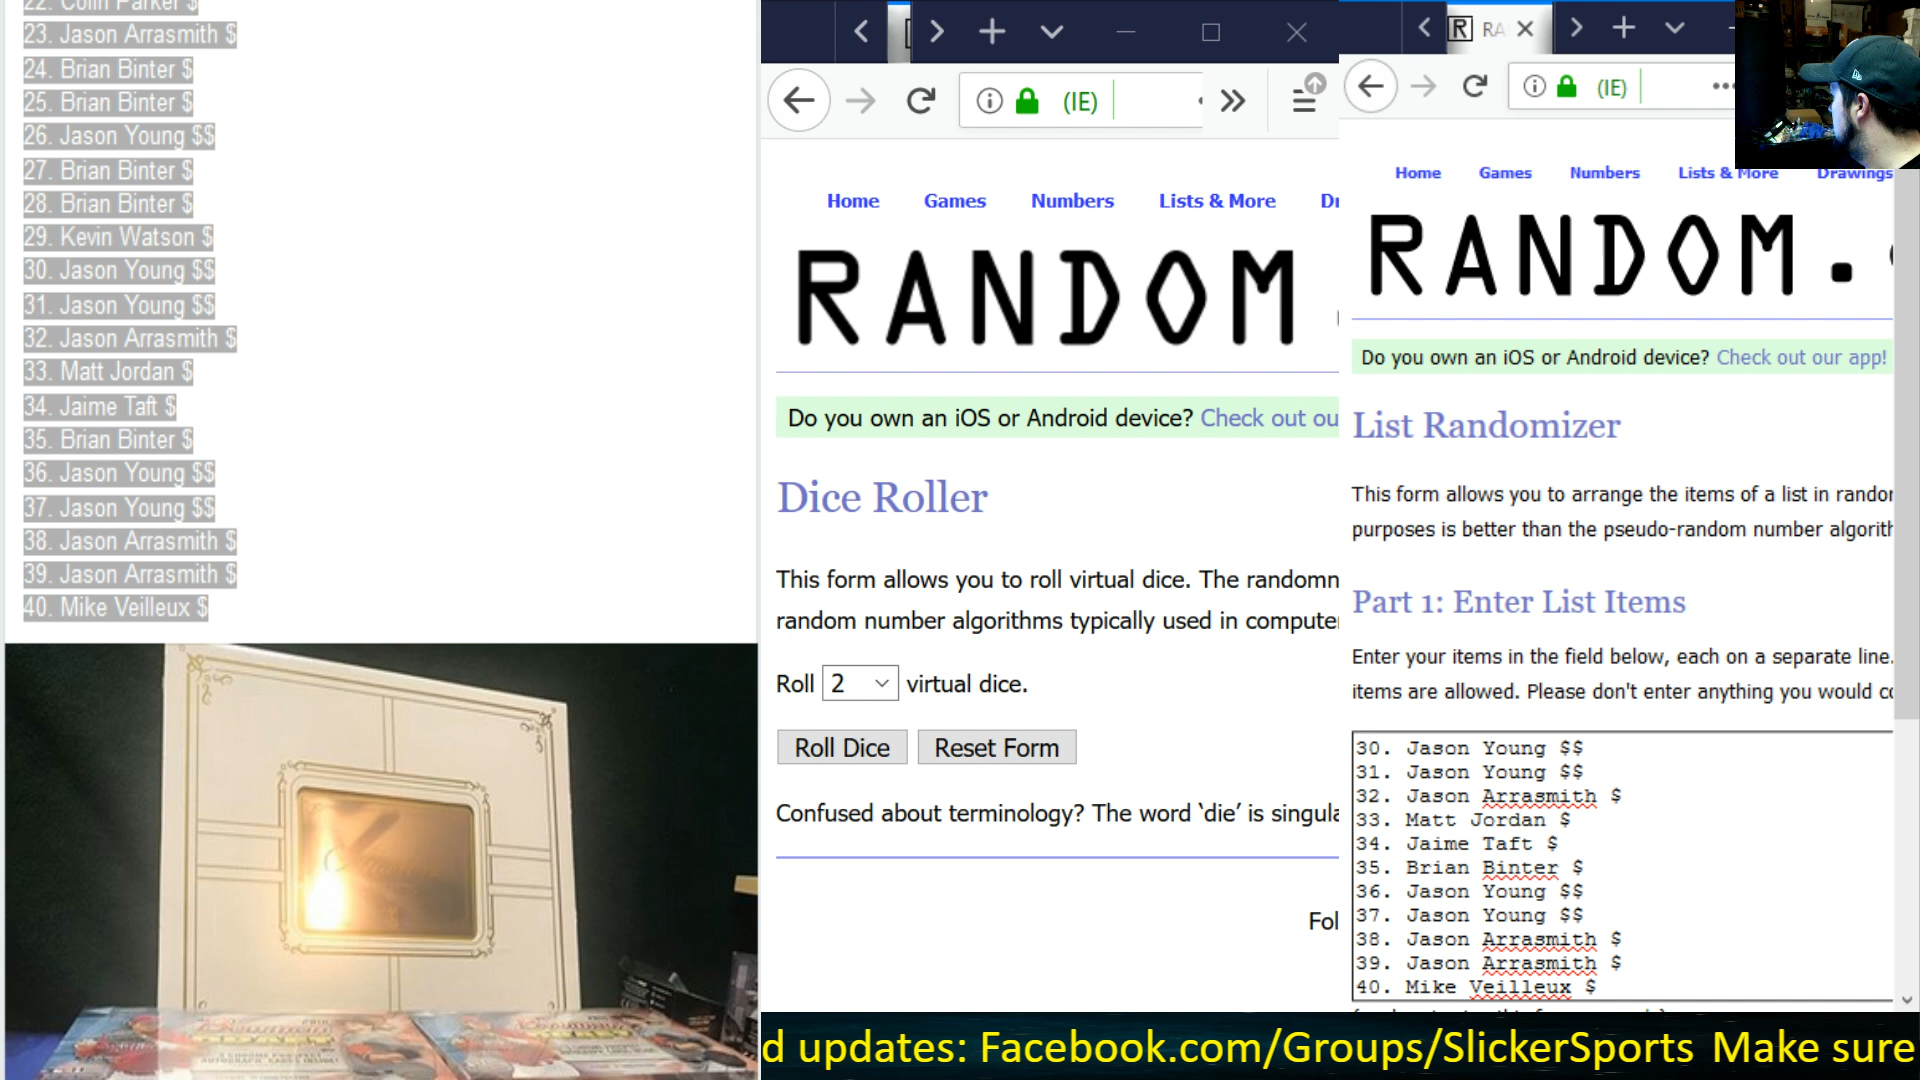 22. Colin Parker $
23. Jason Arrasmith $
24. Brian Binter $
25. Brian Binter $
26. Jason Young $$
27. Brian Binter $
28. Brian Binter $
29. Kevin Watson $
30. Jason Young $$
31. Jason Young $$
32. Jason Arrasmith $
33. Matt Jordan $
34. Jaime Taft $
35. Brian Binter $
36. Jason Young $$
37. Jason Young $$
38. Jason Arrasmith $
39. Jason Arrasmith $
40. Mike Veilleux $
(IE)
Home Games Numbers Lists & More Dr
RANDOM
Do you own an iOS or Android device? Check out ou
Dice Roller
This form allows you to roll virtual dice. The randomn
random number algorithms typically used in compute
Roll 2 virtual dice.
Roll Dice Reset Form
Confused about terminology? The word ‘die’ is singula
Fol
R RA
(IE)
Home Games Numbers Lists & More Drawings
RANDOM.
Do you own an iOS or Android device? Check out our app!
List Randomizer
This form allows you to arrange the items of a list in randor
purposes is better than the pseudo-random number algorith
Part 1: Enter List Items
Enter your items in the field below, each on a separate line.
items are allowed. Please don't enter anything you would co
30. Jason Young $$
31. Jason Young $$
32. Jason Arrasmith $
33. Matt Jordan $
34. Jaime Taft $
35. Brian Binter $
36. Jason Young $$
37. Jason Young $$
38. Jason Arrasmith $
39. Jason Arrasmith $
40. Mike Veilleux $
d updates: Facebook.com/Groups/SlickerSports Make sure